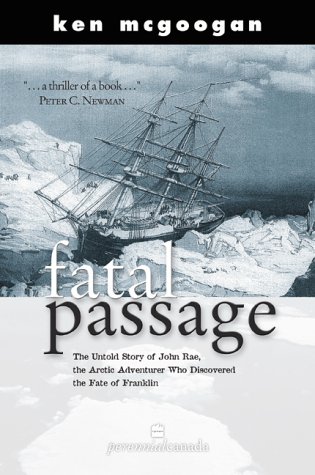 ken mcgoogan
"... a thriller of a book..."
PETER C. NEWMAN
fatal
passage
The Untold Story of John Rae,
the Arctic Adventurer Who Discovered
the Fate of Franklin
perennialcanada